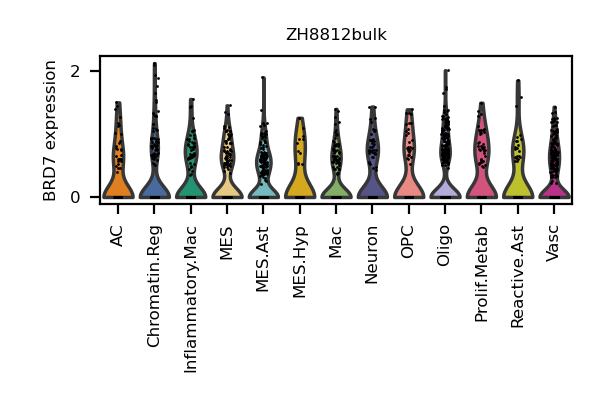 ZH8812bulk
BRD7 expression
2
0
AC
Chromatin.Reg
Inflammatory.Mac
MES
MES.Ast
MES.Hyp
Mac
Neuron
OPC
Oligo
Prolif.Metab
Reactive.Ast
Vasc